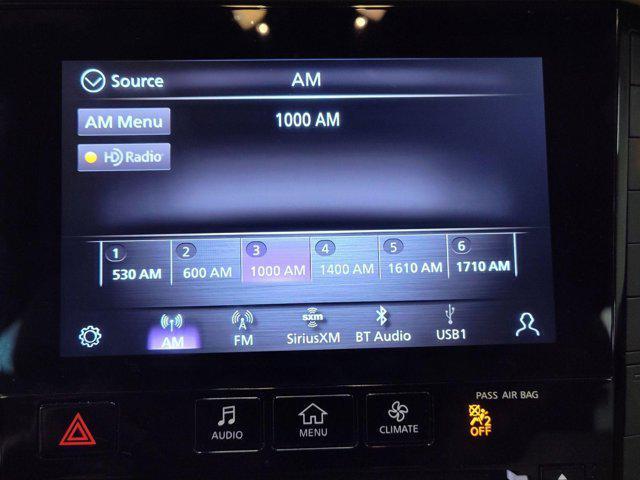 Source AM
AM Menu 1000 AM
HD Radio
1 2 3 4 5 6
530 AM 600 AM 1000 AM 1400 AM 1610 AM 1710 AM
sxm
AM FM SiriusXM BT Audio USB1
PASS AIR BAG
AUDIO MENU CLIMATE 2
OFF